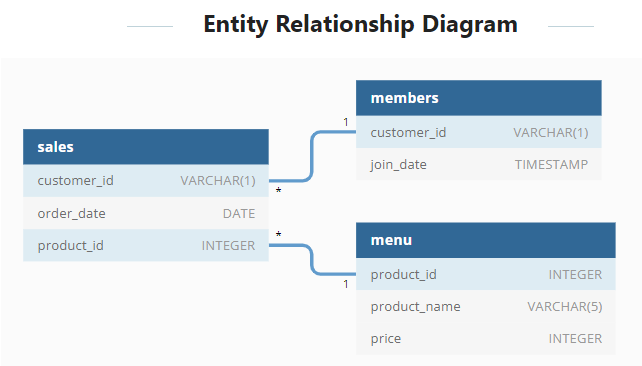 Entity Relationship Diagram
sales
customer_id VARCHAR(1)
*
order_date DATE
*
product_id INTEGER
members
1
customer_id VARCHAR(1)
join_date TIMESTAMP
menu
product_id INTEGER
1
product_name VARCHAR(5)
price INTEGER